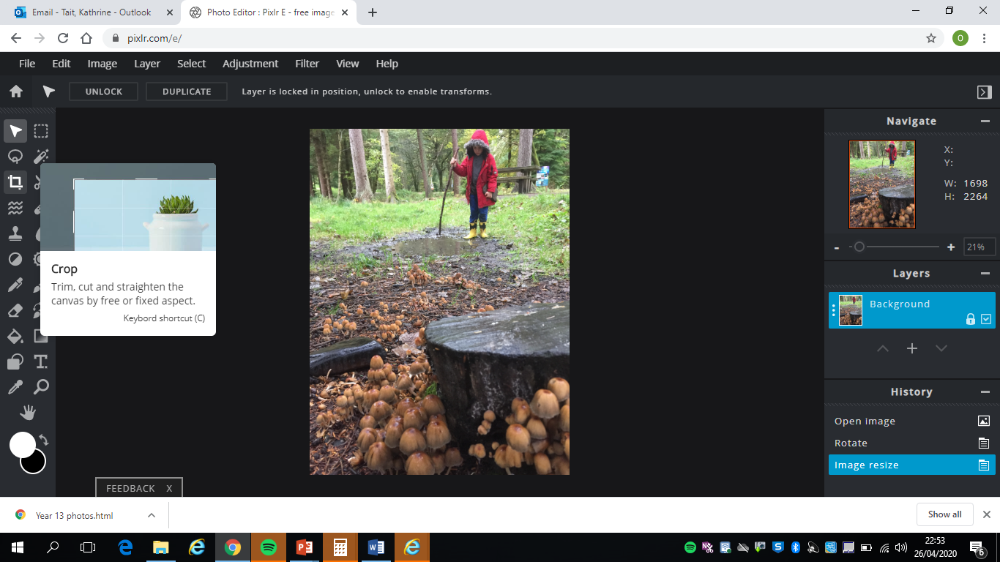 Email - Tait, Kathrine - Outlook
Photo Editor : Pixlr E - free image
pixlr.com/e/
O
File Edit Image Layer Select Adjustment Filter View Help
UNLOCK DUPLICATE Layer is locked in position, unlock to enable transforms.
Navigate
X:
Y:
W: 1698
H: 2264
21%
Crop
Trim, cut and straighten the
canvas by free or fixed aspect.
Keybord shortcut (C)
Layers
Background
History
Open image
Rotate
Image resize
FEEDBACK X
Year 13 photos.html
Show all
22:53
26/04/2020
6